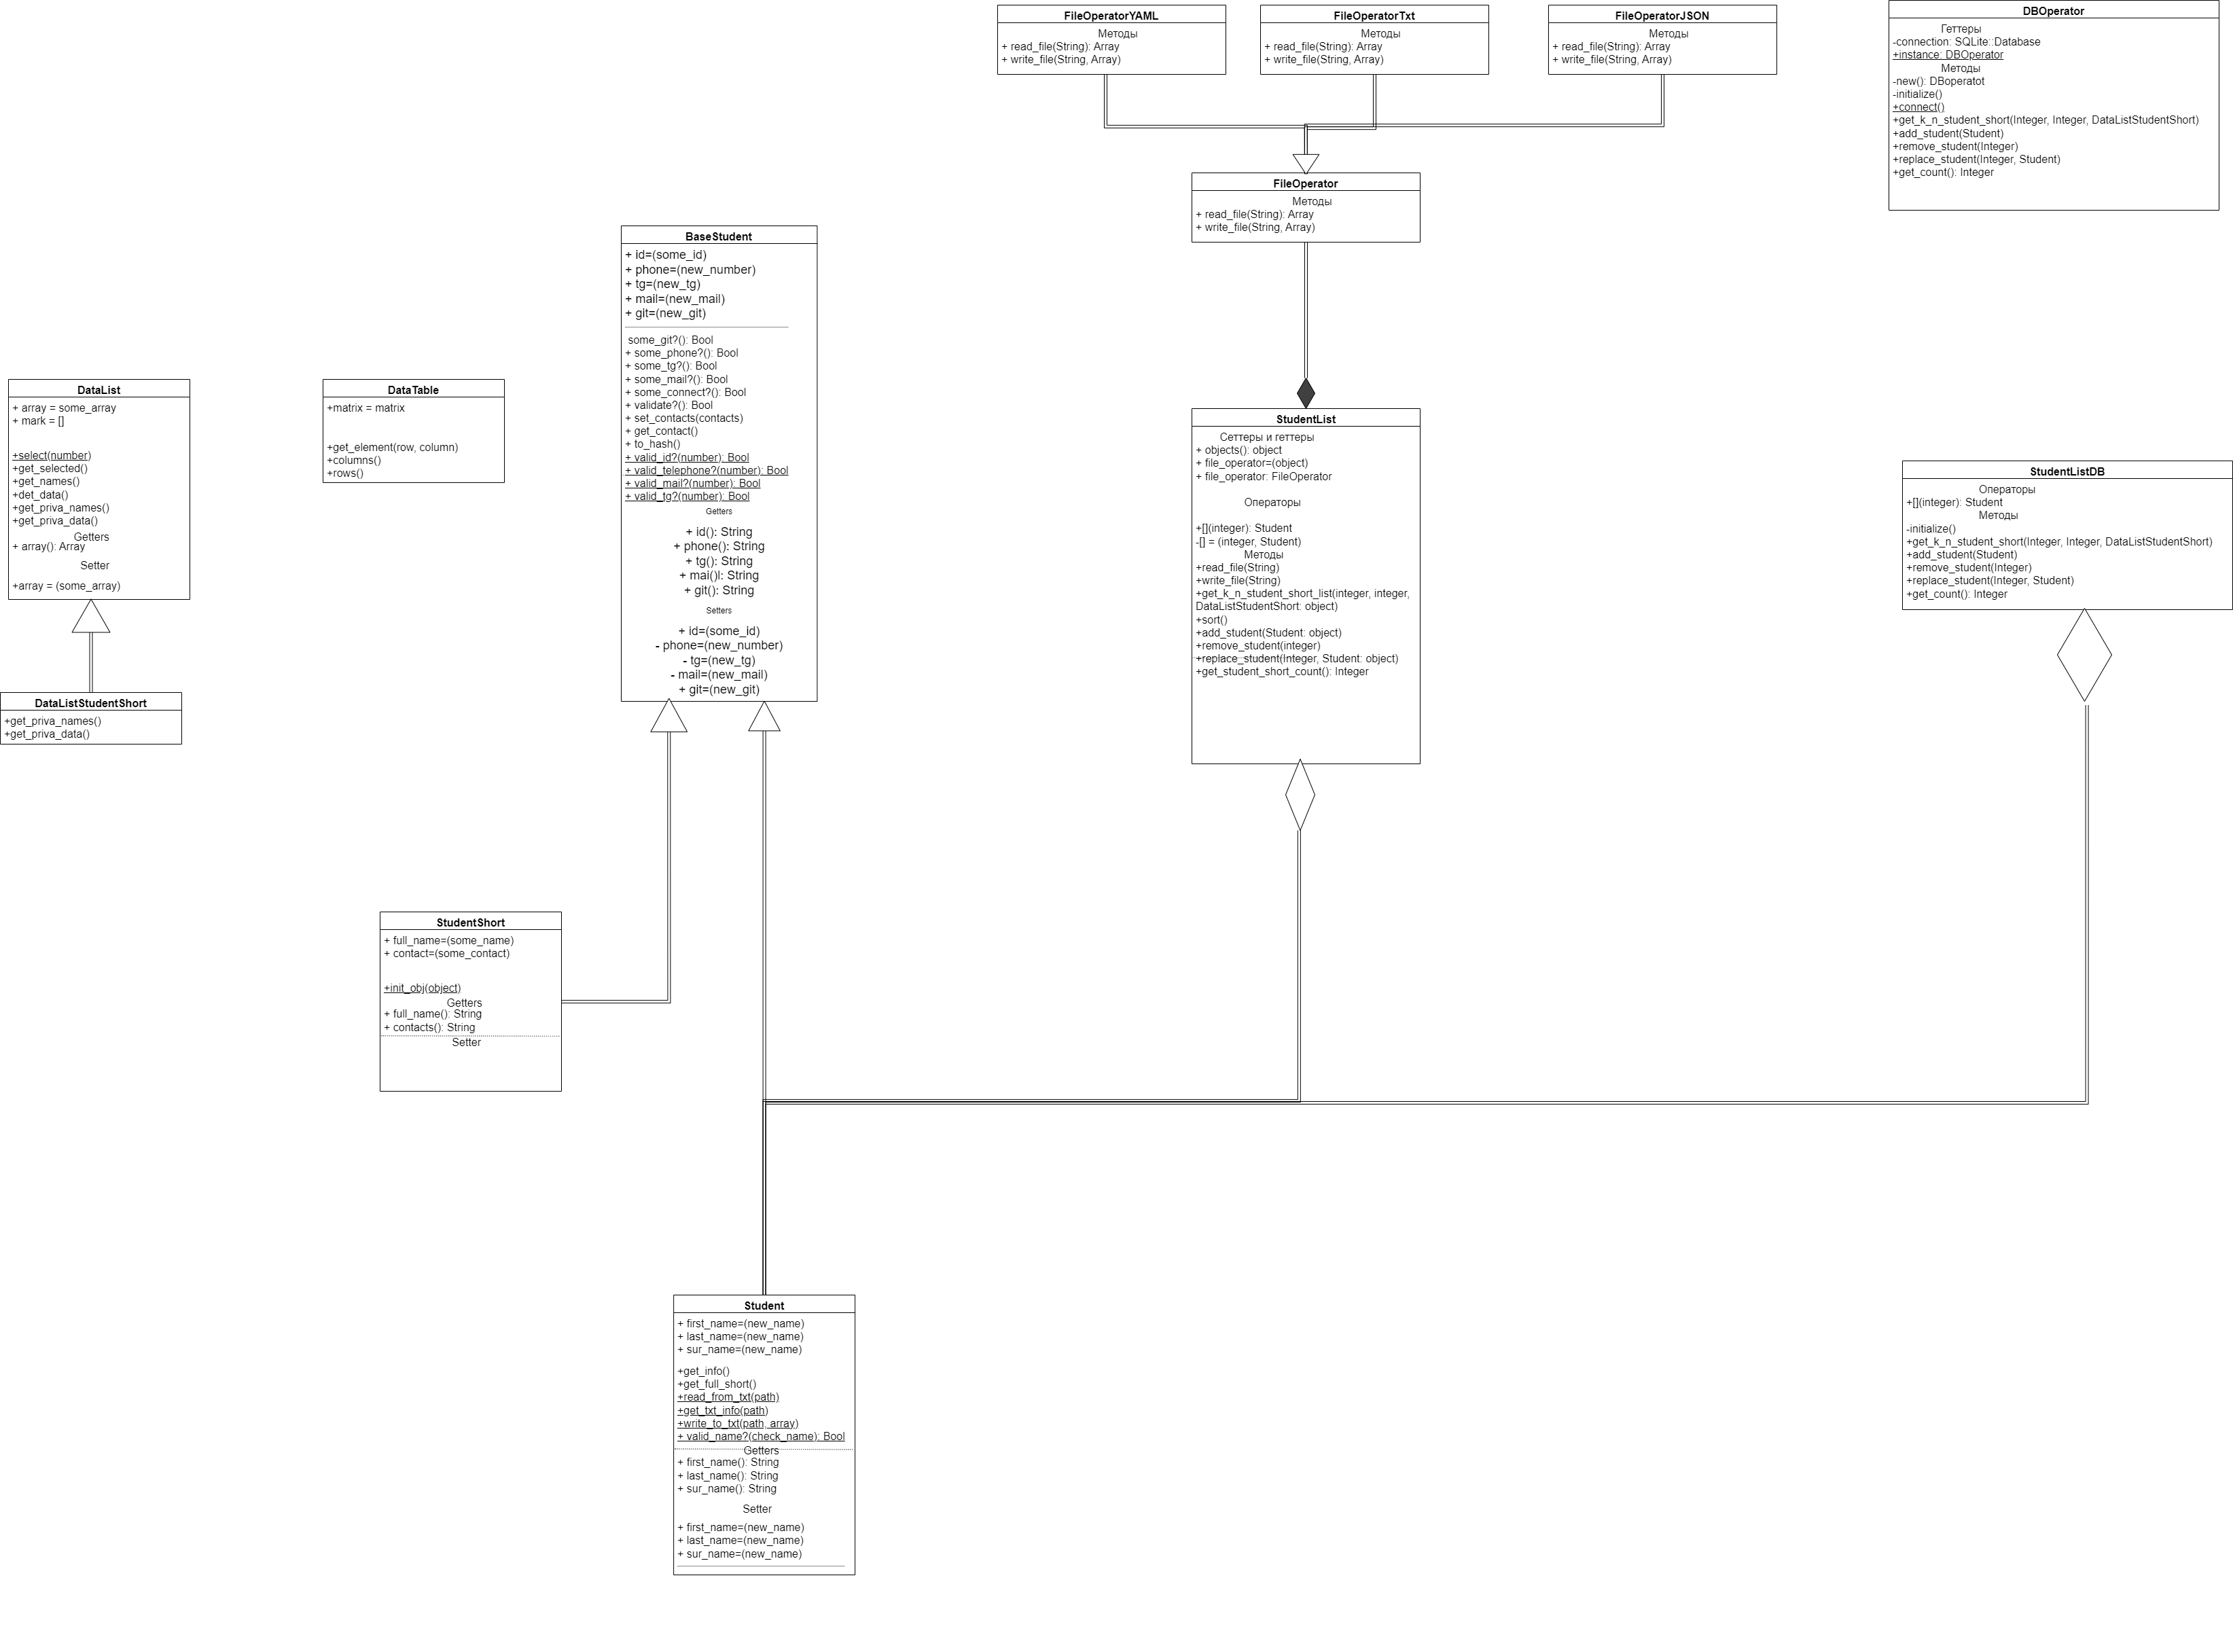 FileOperatorYAML
Методы
+ read_file(String): Array
+ write_file(String, Array)
FileOperatorTxt
Методы
+ read_file(String): Array
+ write_file(String, Array)
FileOperatorJSON
Методы
+ read_file(String): Array
+ write_file(String, Array)
DBOperator
Геттеры
-connection: SQLite::Database
+instance: DBOperator
Методы
-new(): DBoperatot
-initialize()
+connect()
+get_k_n_student_short(Integer, Integer, DataListStudentShort)
+add_student(Student)
+remove_student(Integer)
+replace_student(Integer, Student)
+get_count(): Integer
FileOperator
Методы
+ read_file(String): Array
+ write_file(String, Array)
BaseStudent
+ id=(some_id)
+ phone=(new_number)
+ tg=(new_tg)
+ mail=(new_mail)
+ git=(new_git)
some_git?(): Bool
+ some_phone?(): Bool
+ some_tg?(): Bool
+ some_mail?(): Bool
+ some_connect?(): Bool
+ validate?(): Bool
+ set_contacts(contacts)
+ get_contact()
+ to_hash()
+ valid_id?(number): Bool
+ valid_telephone?(number): Bool
+ valid_mail?(number): Bool
+ valid_tg?(number): Bool
Getters
+ id(): String
+ phone(): String
+ tg(): String
+ mai()l: String
+ git(): String
Setters
+ id=(some_id)
- phone=(new_number)
- tg=(new_tg)
- mail=(new_mail)
+ git=(new_git)
DataList
+ array = some_array
+ mark = []
+select(number)
+get_selected()
+get_names()
+det_data()
+get_priva_names()
+get_priva_data()
Getters
+ array(): Array
Setter
+array = (some_array)
DataTable
+matrix = matrix
+get_element(row, column)
+columns()
+rows()
StudentList
Сеттеры и геттеры
+ objects(): object
+ file_operator=(object)
+ file_operator: FileOperator
Операторы
+[](integer): Student
-[] = (integer, Student)
Методы
+read_file(String)
+write_file(String)
+get_k_n_student_short_list(integer, integer,
DataListStudentShort: object)
+sort()
+add_student(Student: object)
+remove_student(integer)
+replace_student(Integer, Student: object)
+get_student_short_count(): Integer
StudentListDB
Операторы
+[](integer): Student
Методы
-initialize()
+get_k_n_student_short(Integer, Integer, DataListStudentShort)
+add_student(Student)
+remove_student(Integer)
+replace_student(Integer, Student)
+get_count(): Integer
DataListStudentShort
+get_priva_names()
+get_priva_data()
StudentShort
+ full_name=(some_name)
+ contact=(some_contact)
+init_obj(object)
Getters
+ full_name(): String
+ contacts(): String
Setter
Student
+ first_name=(new_name)
+ last_name=(new_name)
+ sur_name=(new_name)
+get_info()
+get_full_short()
+read_from_txt(path)
+get_txt_info(path)
+write_to_txt(path, array)
+ valid_name?(check_name): Bool
Getters
+ first_name(): String
+ last_name(): String
+ sur_name(): String
Setter
+ first_name=(new_name)
+ last_name=(new_name)
+ sur_name=(new_name)